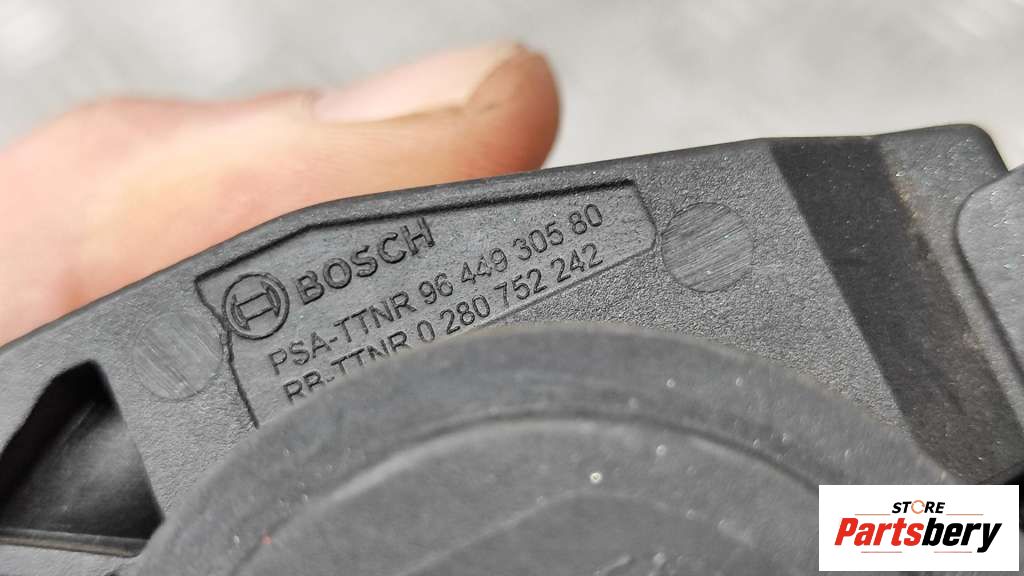 BOSCH
PSA-TTNR 96 449 305 80
RB-TTNR 0 280 752 242
STORE
Partsbery